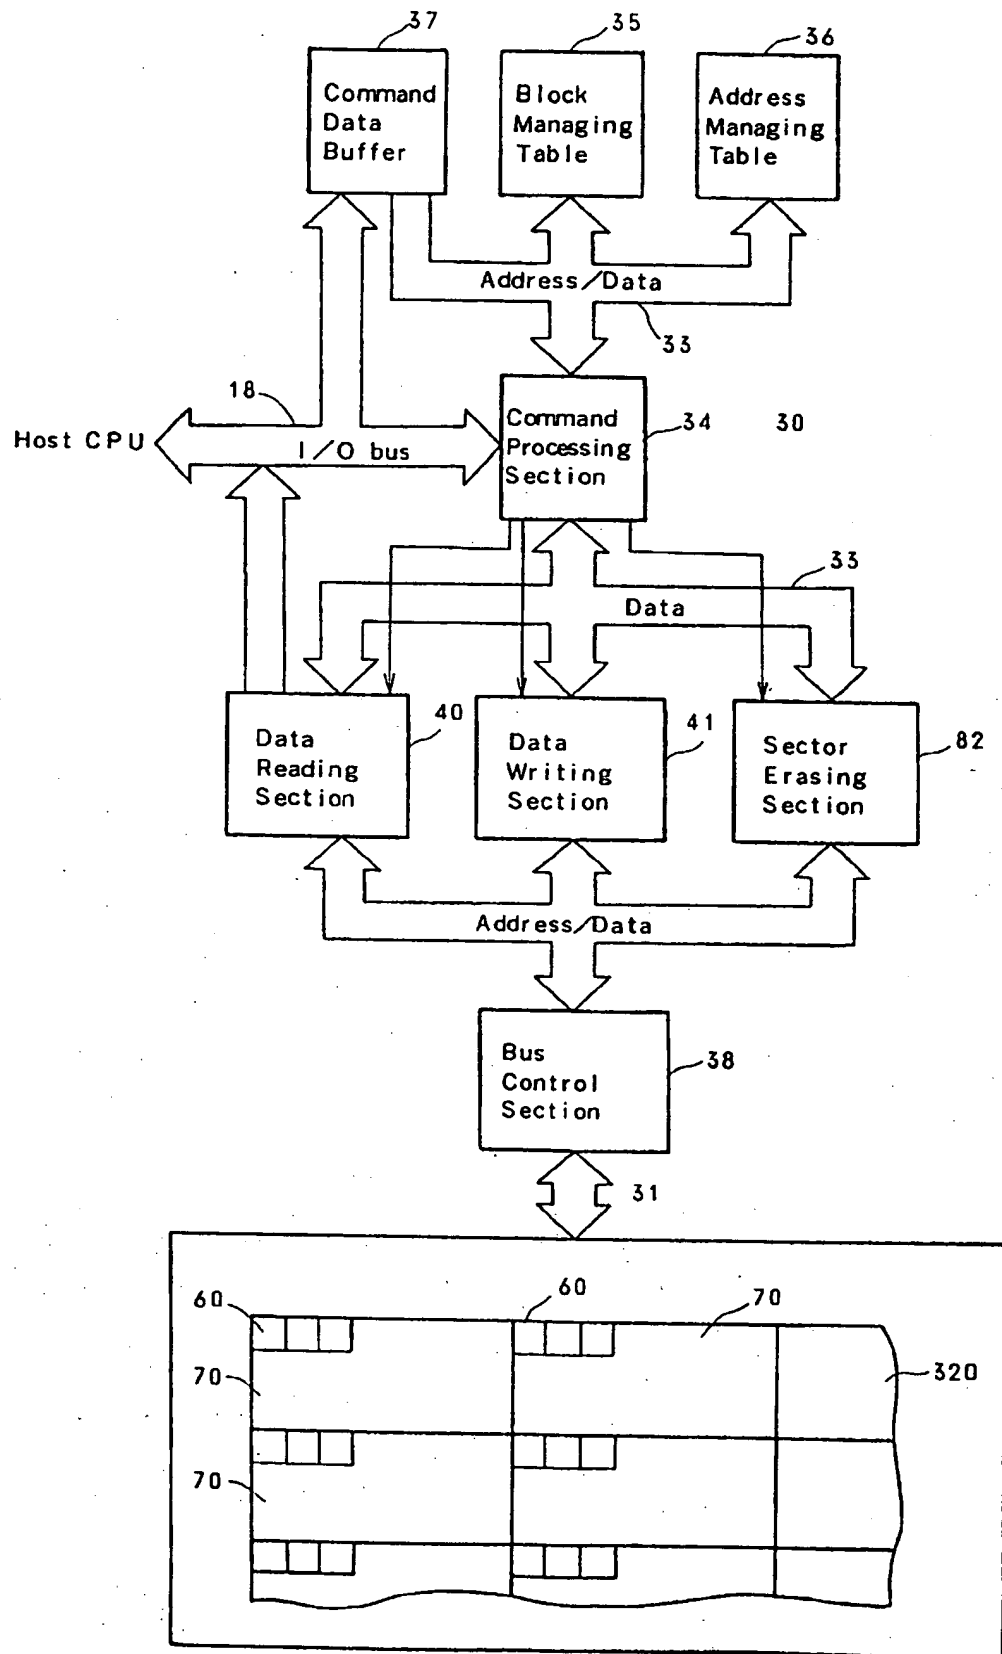 37
35
36
Command
Data
Buffer
Block
Managing
Table
Address
Managing
Table
Address/Data
33
18
Host CPU
I/O bus
Command
Processing
Section
34
30
33
Data
40
41
82
Data
Reading
Section
Data
Writing
Section
Sector
Erasing
Section
Address/Data
Bus
Control
Section
38
31
60
60
70
70
320
70